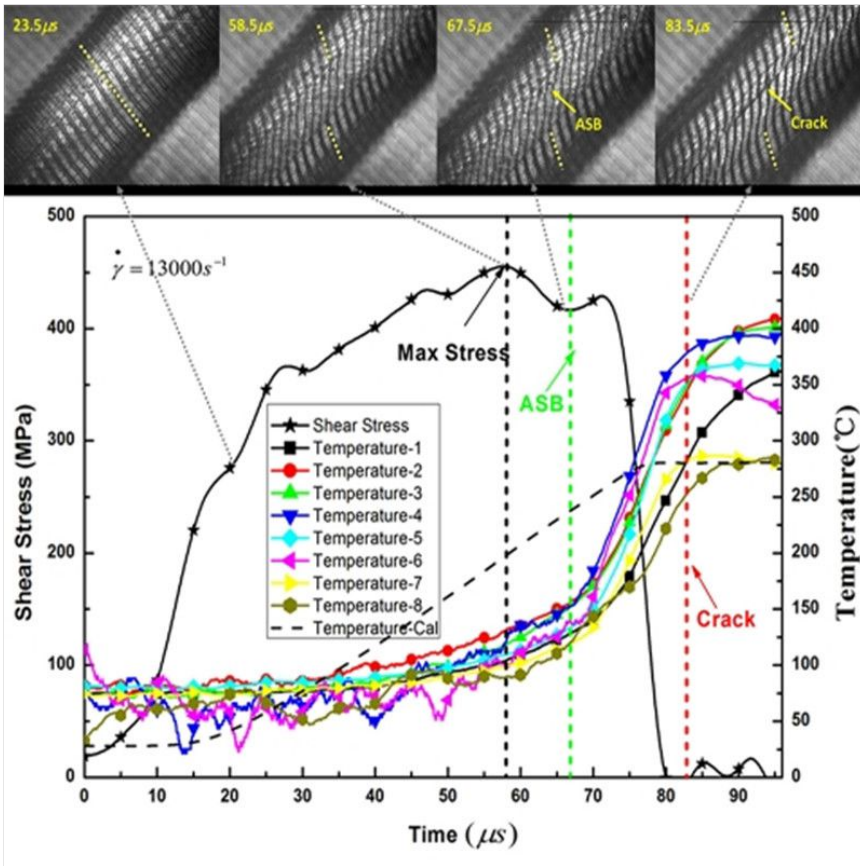 23.5μs 58.5μs 67.5μs 83.5μs
ASB
Crack
γ̇ = 13000s⁻¹
Max Stress
ASB
Crack
Shear Stress
Temperature-1
Temperature-2
Temperature-3
Temperature-4
Temperature-5
Temperature-6
Temperature-7
Temperature-8
Temperature-Cal
Shear Stress (MPa)
500
400
300
200
100
0
Temperature(℃)
500
450
400
350
300
250
200
150
100
50
0
0 10 20 30 40 50 60 70 80 90
Time (μs)